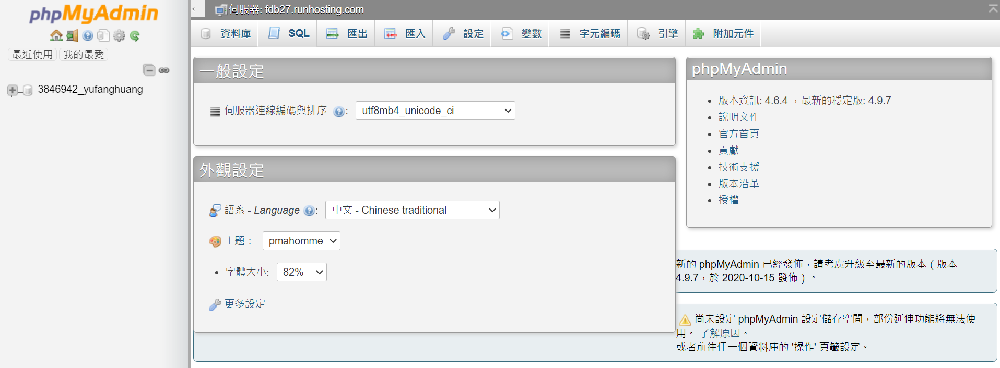 phpMyAdmin
最近使用 我的最愛
3846942_yufanghuang
伺服器: fdb27.runhosting.com
資料庫 SQL 匯出 匯入 設定 變數 字元編碼 引擎 附加元件
一般設定
伺服器連線編碼與排序 : utf8mb4_unicode_ci
外觀設定
語系 - Language : 中文 - Chinese traditional
主題： pmahomme
字體大小: 82%
更多設定
phpMyAdmin
版本資訊: 4.6.4 ，最新的穩定版: 4.9.7
說明文件
官方首頁
貢獻
技術支援
版本沿革
授權
新的 phpMyAdmin 已經發佈，請考慮升級至最新的版本（版本
4.9.7，於 2020-10-15 發佈）。
尚未設定 phpMyAdmin 設定儲存空間，部份延伸功能將無法使
用。 了解原因。
或者前往任一個資料庫的 '操作' 頁籤設定。